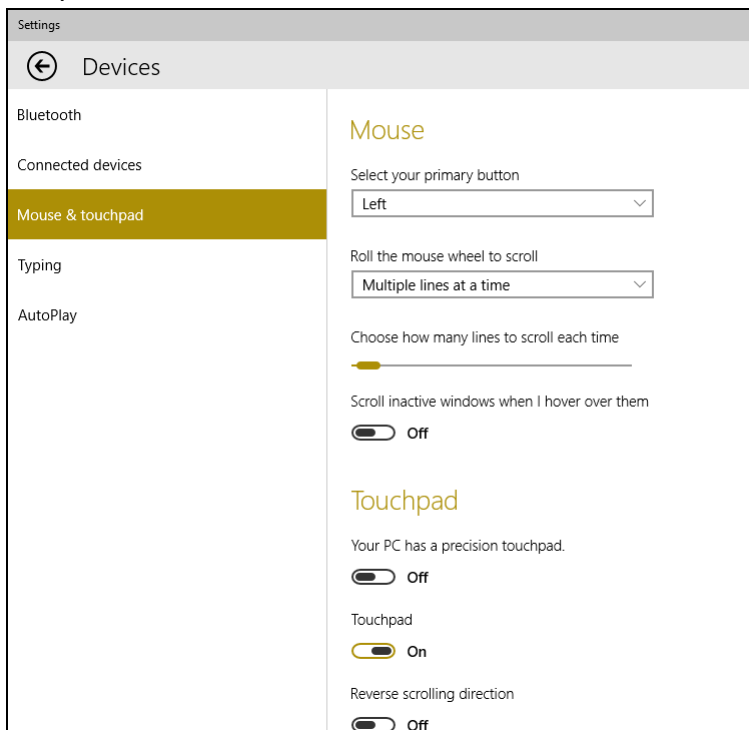 Settings
Devices
Bluetooth
Connected devices
Mouse & touchpad
Typing
AutoPlay
Mouse
Select your primary button
Left
Roll the mouse wheel to scroll
Multiple lines at a time
Choose how many lines to scroll each time
Scroll inactive windows when I hover over them
Off
Touchpad
Your PC has a precision touchpad.
Off
Touchpad
On
Reverse scrolling direction
Off